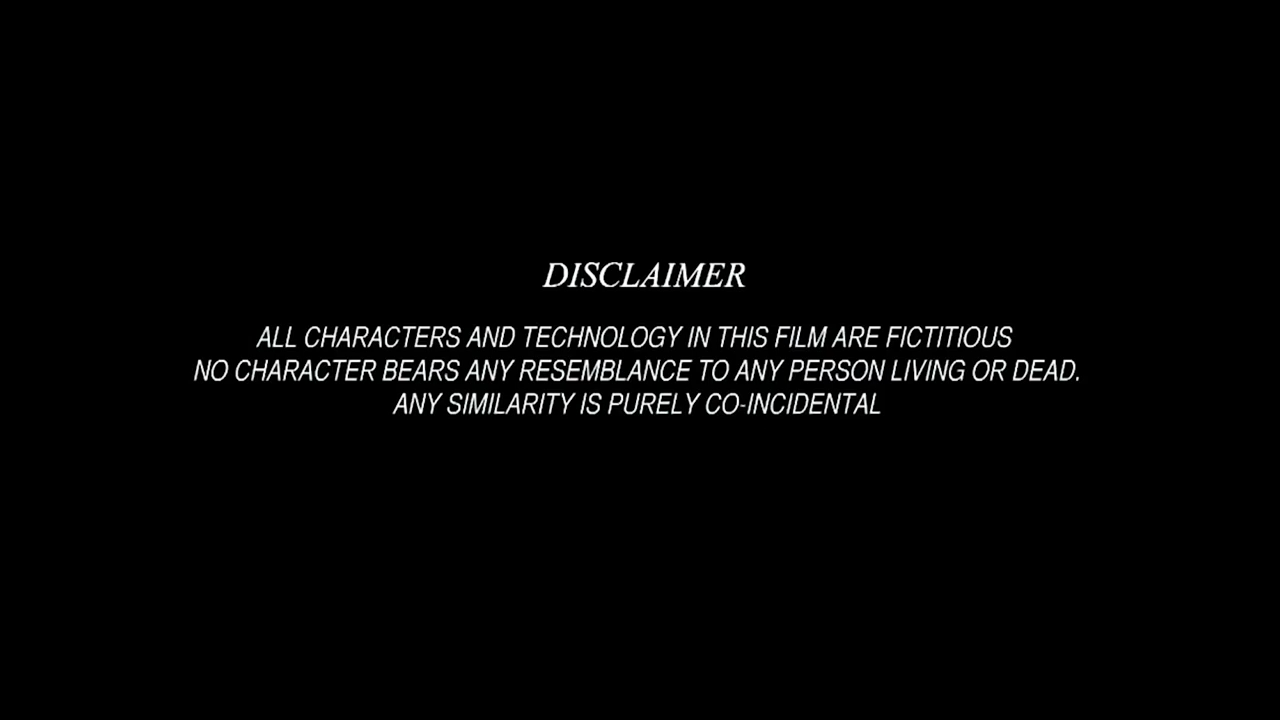 DISCLAIMER
ALL CHARACTERS AND TECHNOLOGY IN THIS FILM ARE FICTITIOUS
NO CHARACTER BEARS ANY RESEMBLANCE TO ANY PERSON LIVING OR DEAD.
ANY SIMILARITY IS PURELY CO-INCIDENTAL